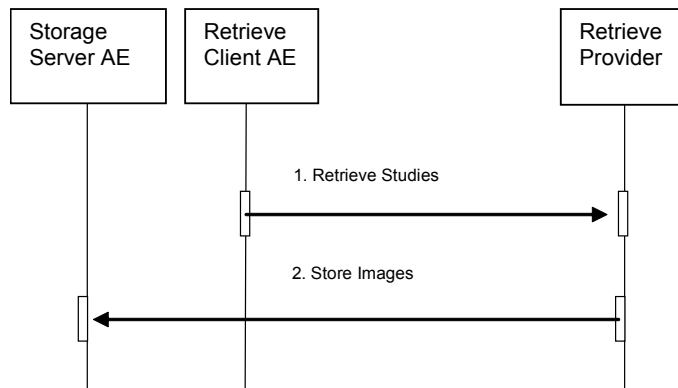 Storage
Server AE
Retrieve
Client AE
Retrieve
Provider
1. Retrieve Studies
2. Store Images